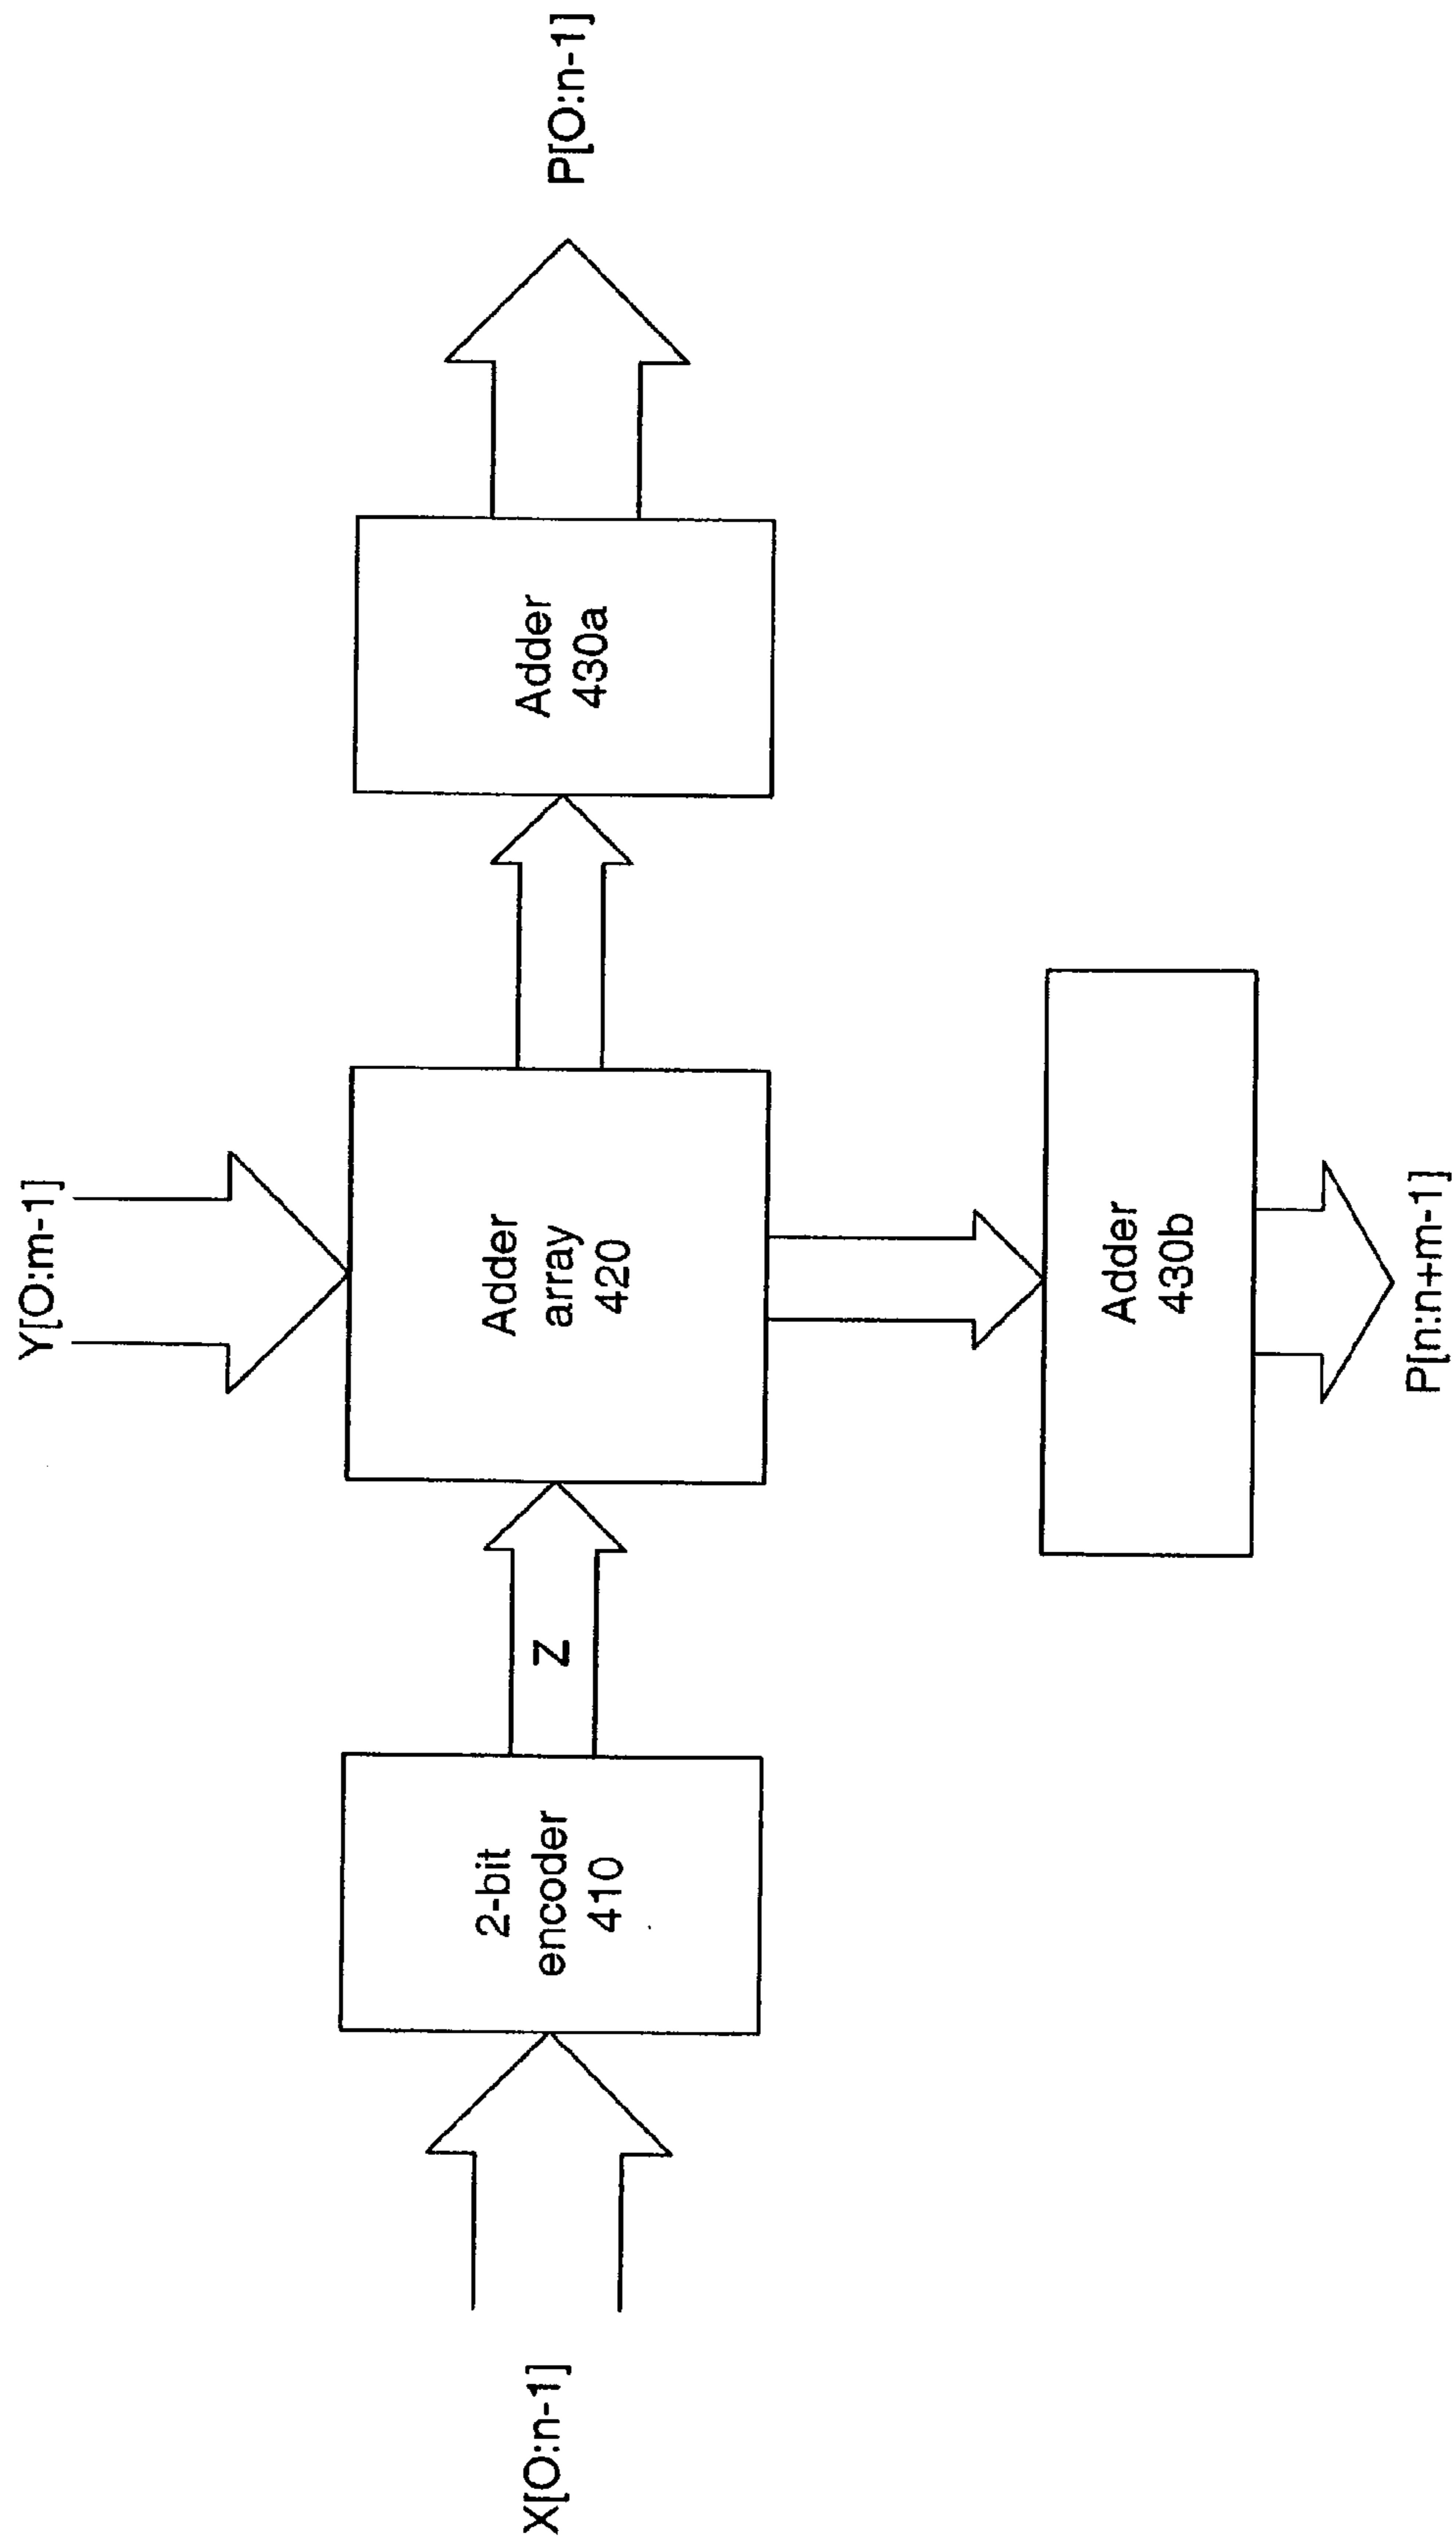 Y[O:m-1]
X[O:n-1]
2-bit
encoder
410
Z
Adder
array
420
Adder
430a
P[O:n-1]
Adder
430b
P[n:n+m-1]